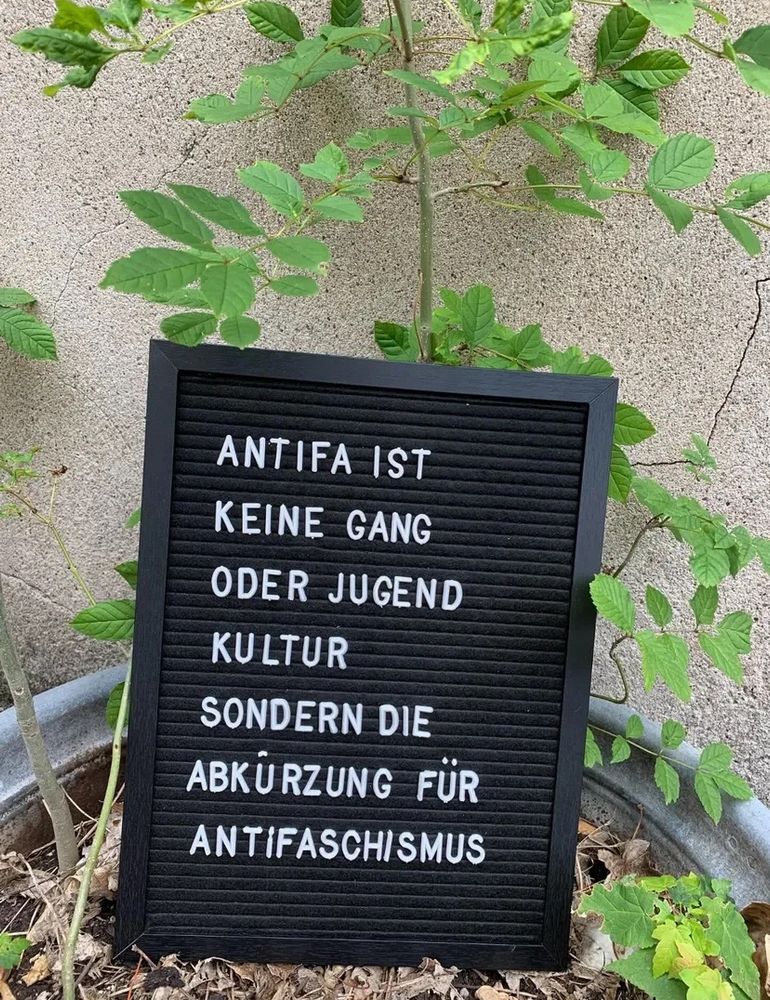 ANTIFA IST
KEINE GANG
ODER JUGEND
KULTUR
SONDERN DIE
ABKÜRZUNG FÜR
ANTIFASCHISMUS